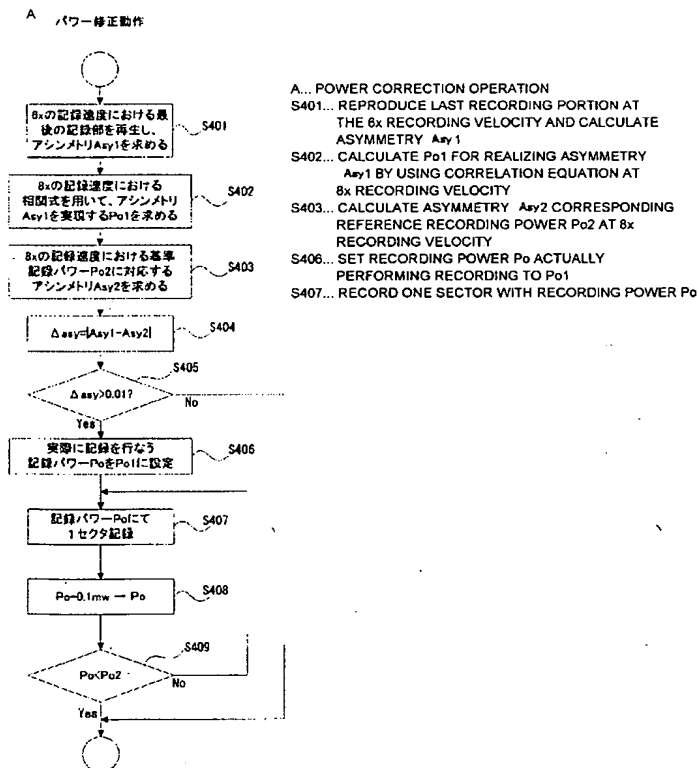 A パワー修正動作
8xの記録速度における最
後の記録部を再生し、
アシンメトリAsy1を求める
S401
8xの記録速度における
相関式を用いて、アシンメトリ
Asy1を実現するPo1を求める
S402
8xの記録速度における基準
記録パワーPo2に対応する
アシンメトリAsy2を求める
S403
Δasy=|Asy1-Asy2|
S404
S405
Δasy>0.01?
No
Yes
実際に記録を行なう
記録パワーPoをPo1に設定
S406
記録パワーPoにて
1セクタ記録
S407
Po-0.1mw → Po
S408
S409
Po<Po2
No
Yes
A... POWER CORRECTION OPERATION
S401... REPRODUCE LAST RECORDING PORTION AT
THE 8x RECORDING VELOCITY AND CALCULATE
ASYMMETRY Asy1
S402... CALCULATE Po1 FOR REALIZING ASYMMETRY
Asy1 BY USING CORRELATION EQUATION AT
8x RECORDING VELOCITY
S403... CALCULATE ASYMMETRY Asy2 CORRESPONDING
REFERENCE RECORDING POWER Po2 AT 8x
RECORDING VELOCITY
S406... SET RECORDING POWER Po ACTUALLY
PERFORMING RECORDING TO Po1
S407... RECORD ONE SECTOR WITH RECORDING POWER Po